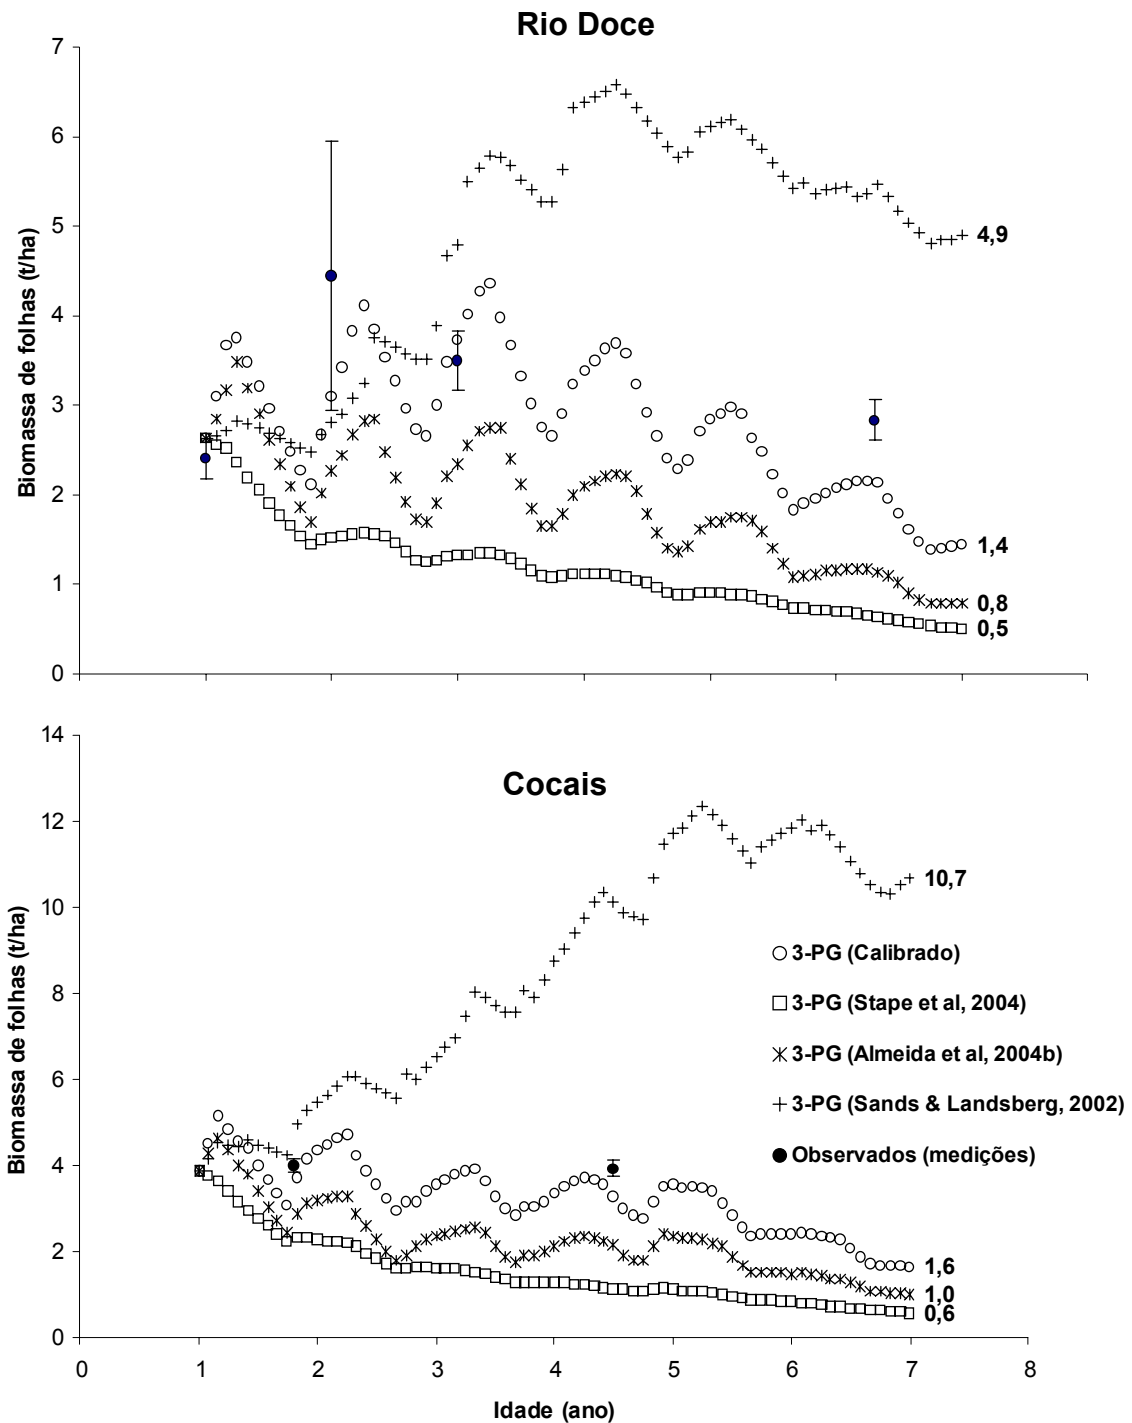 Rio Doce
7
6
5
4
3
2
1
0
Biomassa de folhas (t/ha)
4,9
1,4
0,8
0,5
Cocais
14
12
10
8
6
4
2
0
Biomassa de folhas (t/ha)
10,7
3-PG (Calibrado)
3-PG (Stape et al, 2004)
3-PG (Almeida et al, 2004b)
3-PG (Sands & Landsberg, 2002)
Observados (medições)
1,6
1,0
0,6
0 1 2 3 4 5 6 7 8
Idade (ano)